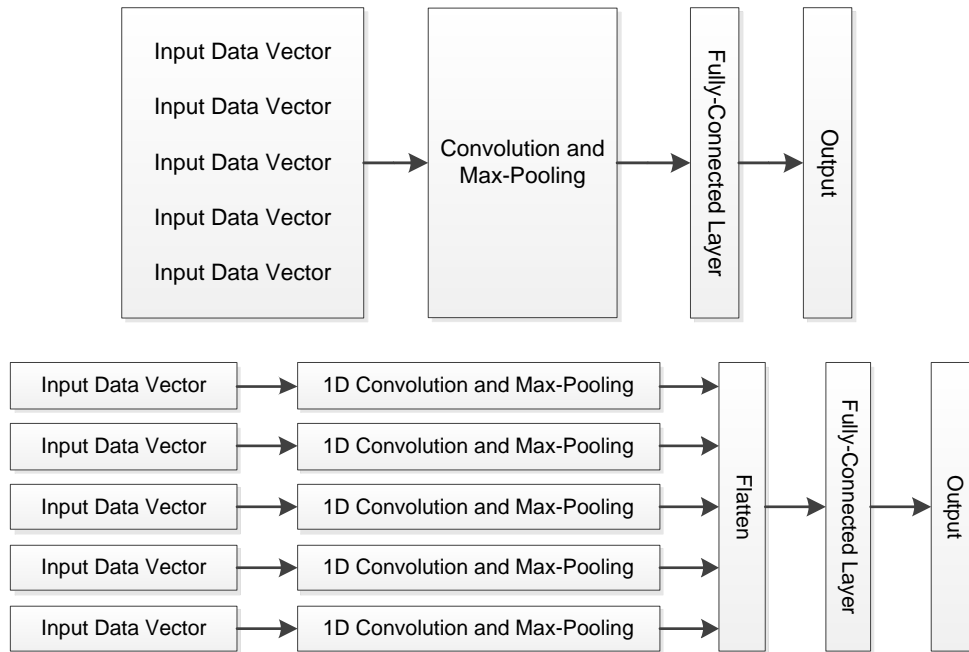 Input Data Vector
Input Data Vector
Input Data Vector
Input Data Vector
Input Data Vector
Convolution and
Max-Pooling
Fully-Connected Layer
Output
Input Data Vector
1D Convolution and Max-Pooling
Input Data Vector
1D Convolution and Max-Pooling
Input Data Vector
1D Convolution and Max-Pooling
Input Data Vector
1D Convolution and Max-Pooling
Input Data Vector
1D Convolution and Max-Pooling
Flatten
Fully-Connected Layer
Output